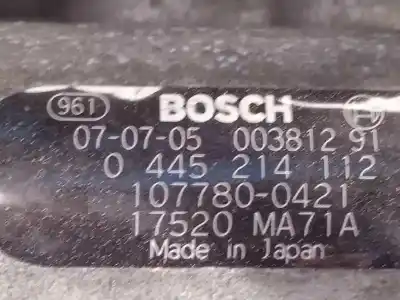 961 BOSCH
07-07-05 003812 91
0 445 214 112
107780-0421
17520 MA71A
Made in Japan